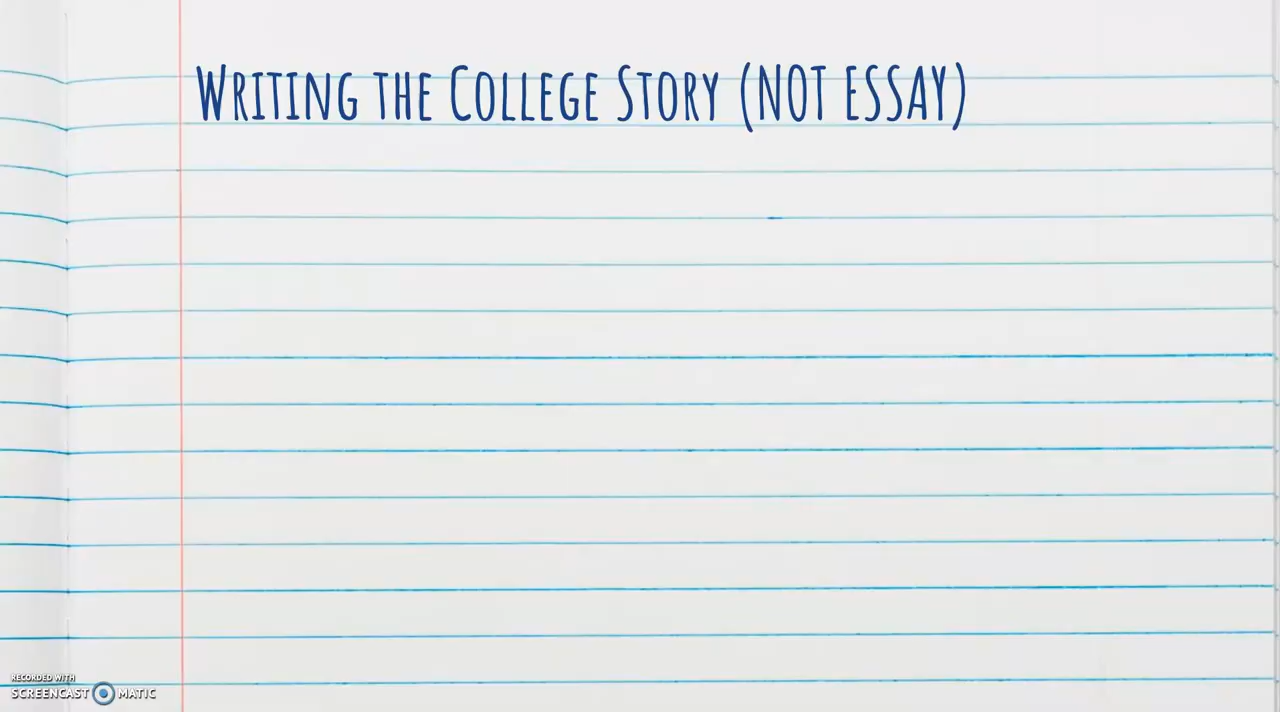 Writing the College Story (NOT ESSAY)
RECORDED WITH
SCREENCAST MATIC